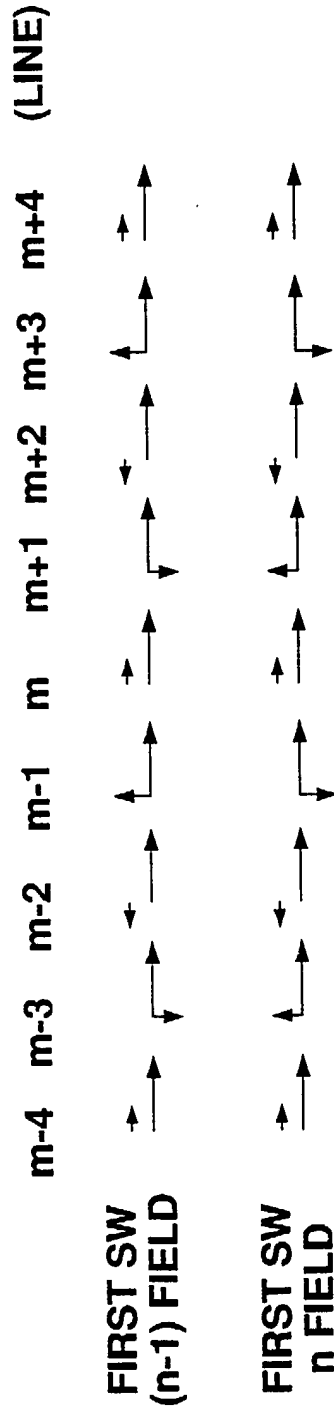 m-4 m-3 m-2 m-1 m m+1 m+2 m+3 m+4 (LINE)
FIRST SW
(n-1) FIELD
FIRST SW
n FIELD